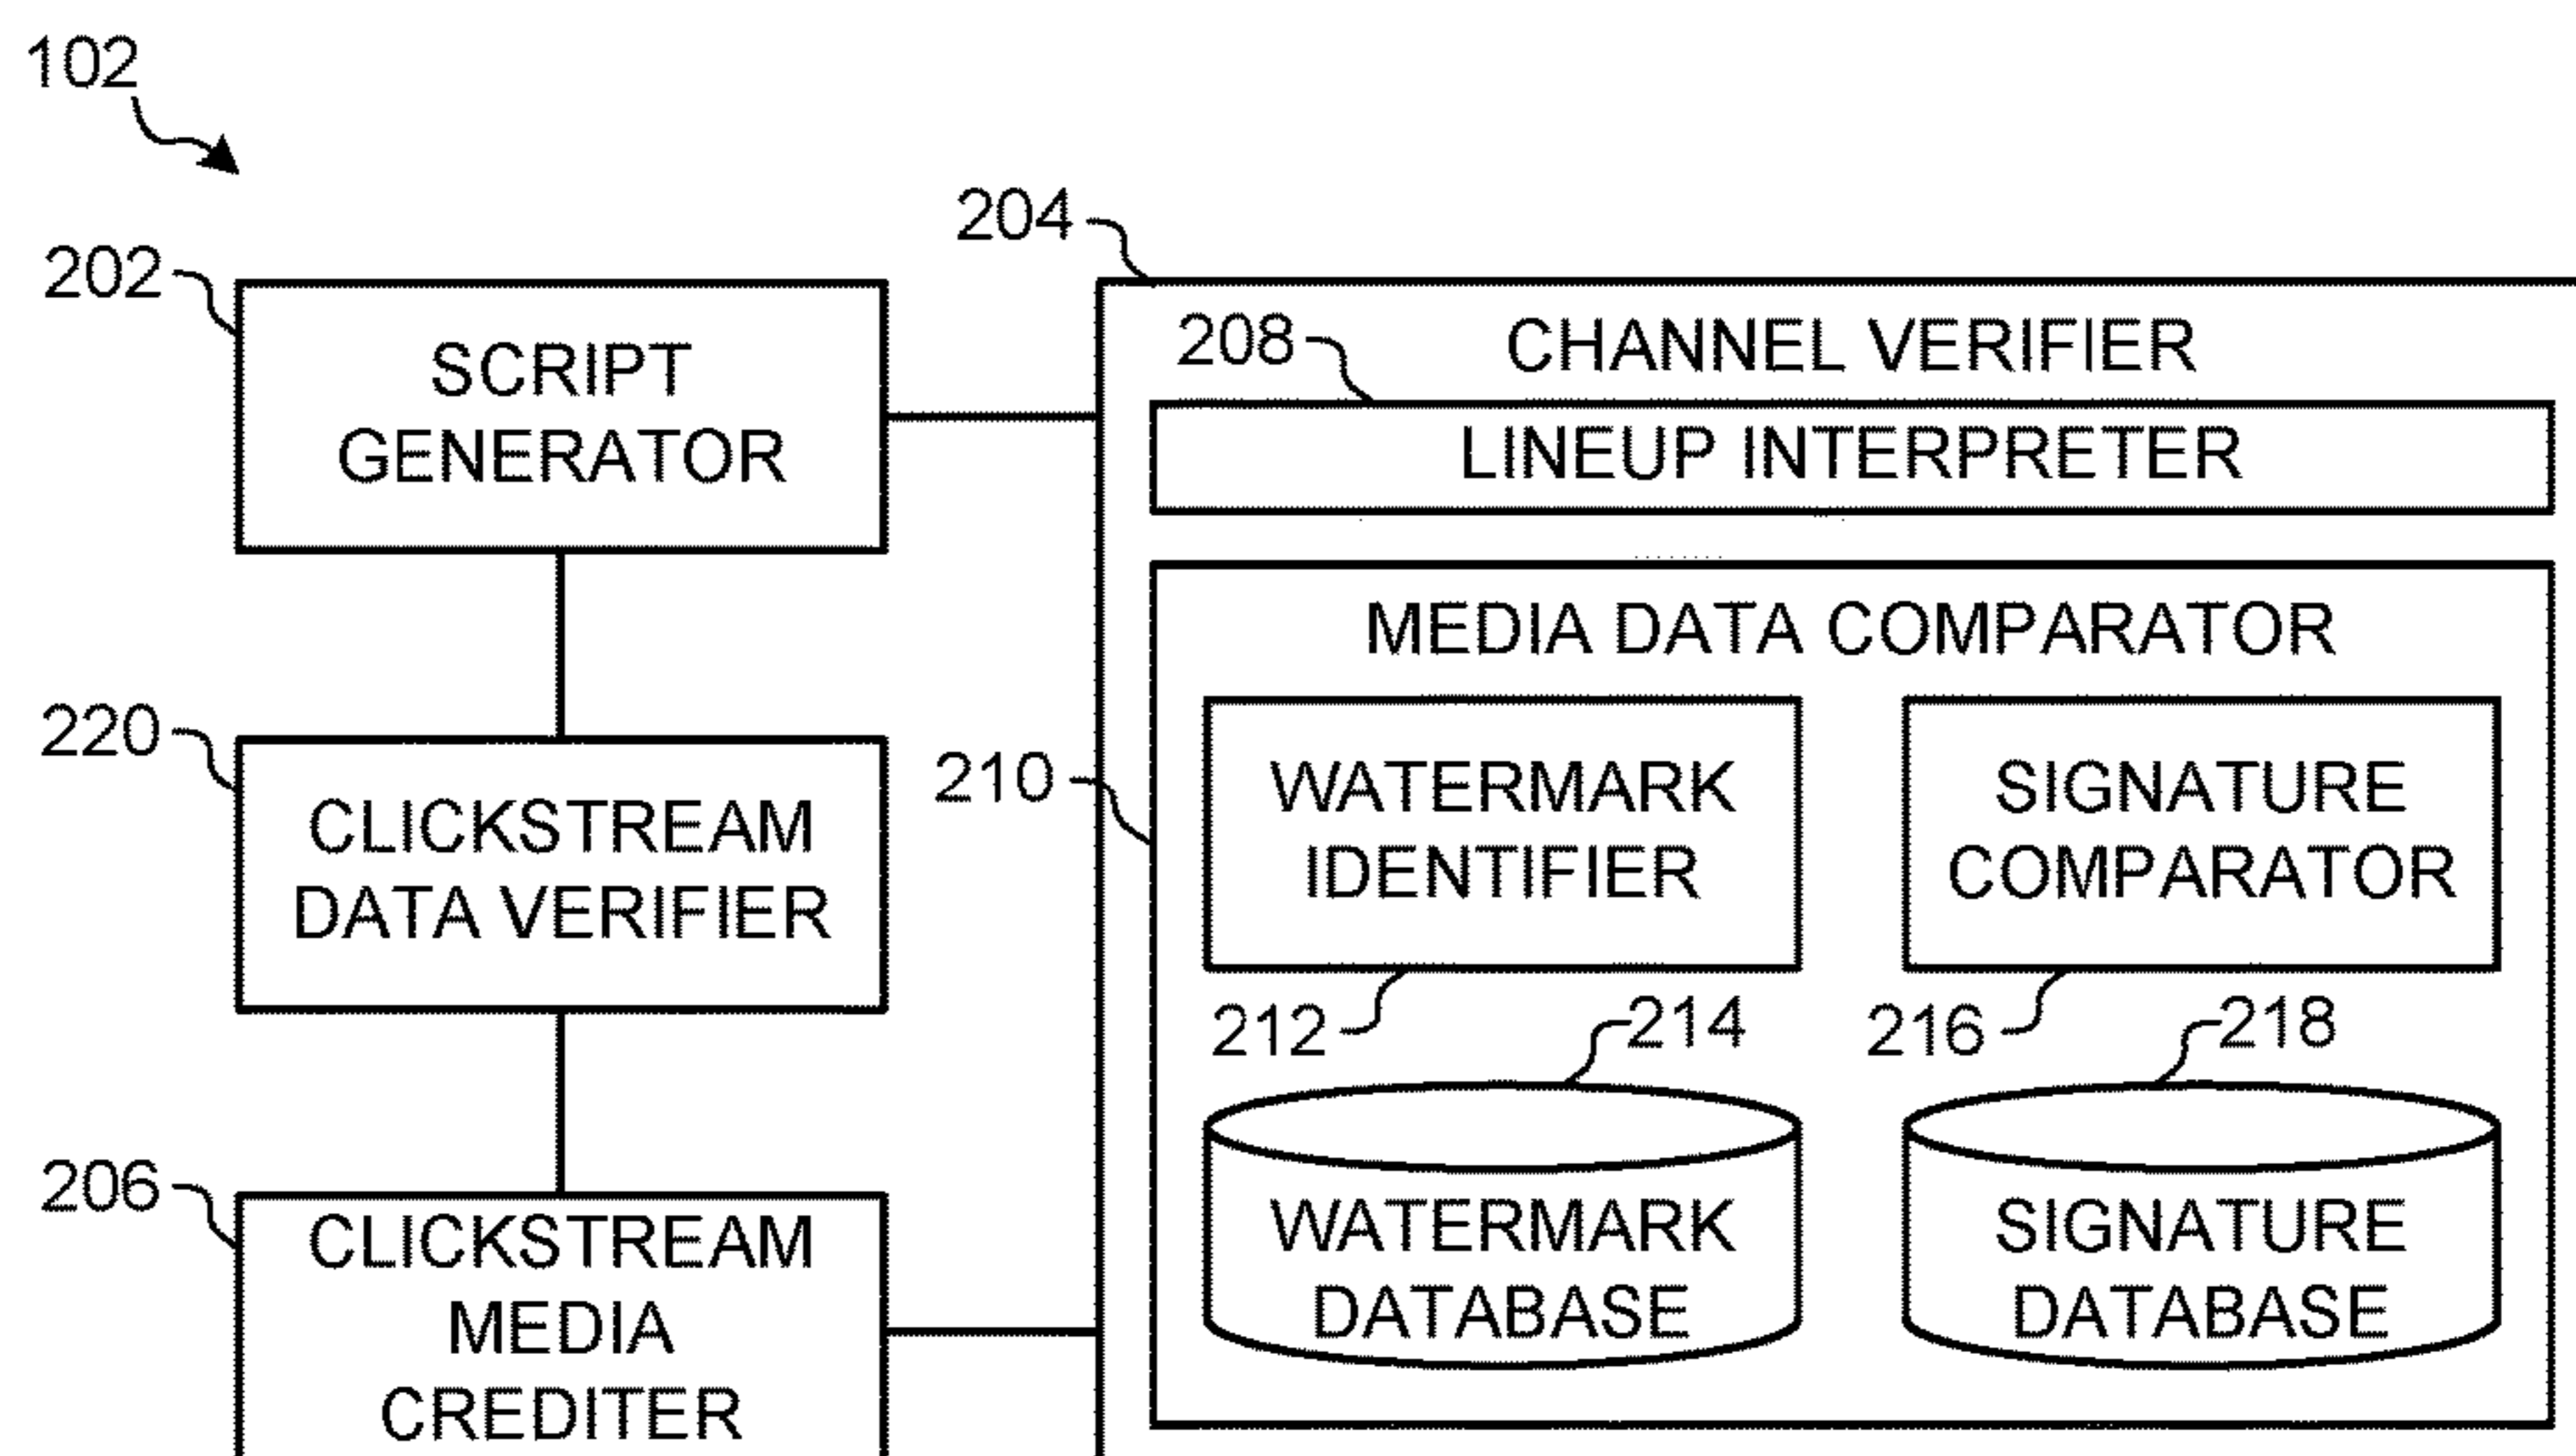 102
202
SCRIPT
GENERATOR
204
CHANNEL VERIFIER
208
LINEUP INTERPRETER
210
MEDIA DATA COMPARATOR
WATERMARK
IDENTIFIER
212
SIGNATURE
COMPARATOR
216
214
WATERMARK
DATABASE
218
SIGNATURE
DATABASE
220
CLICKSTREAM
DATA VERIFIER
206
CLICKSTREAM
MEDIA
CREDITER